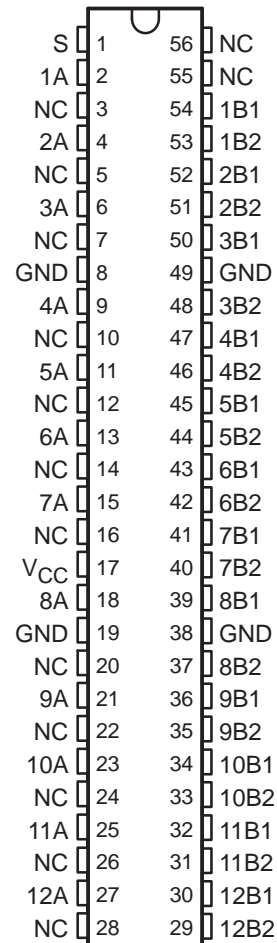 S 1 56 NC
1A 2 55 NC
NC 3 54 1B1
2A 4 53 1B2
NC 5 52 2B1
3A 6 51 2B2
NC 7 50 3B1
GND 8 49 GND
4A 9 48 3B2
NC 10 47 4B1
5A 11 46 4B2
NC 12 45 5B1
6A 13 44 5B2
NC 14 43 6B1
7A 15 42 6B2
NC 16 41 7B1
VCC 17 40 7B2
8A 18 39 8B1
GND 19 38 GND
NC 20 37 8B2
9A 21 36 9B1
NC 22 35 9B2
10A 23 34 10B1
NC 24 33 10B2
11A 25 32 11B1
NC 26 31 11B2
12A 27 30 12B1
NC 28 29 12B2